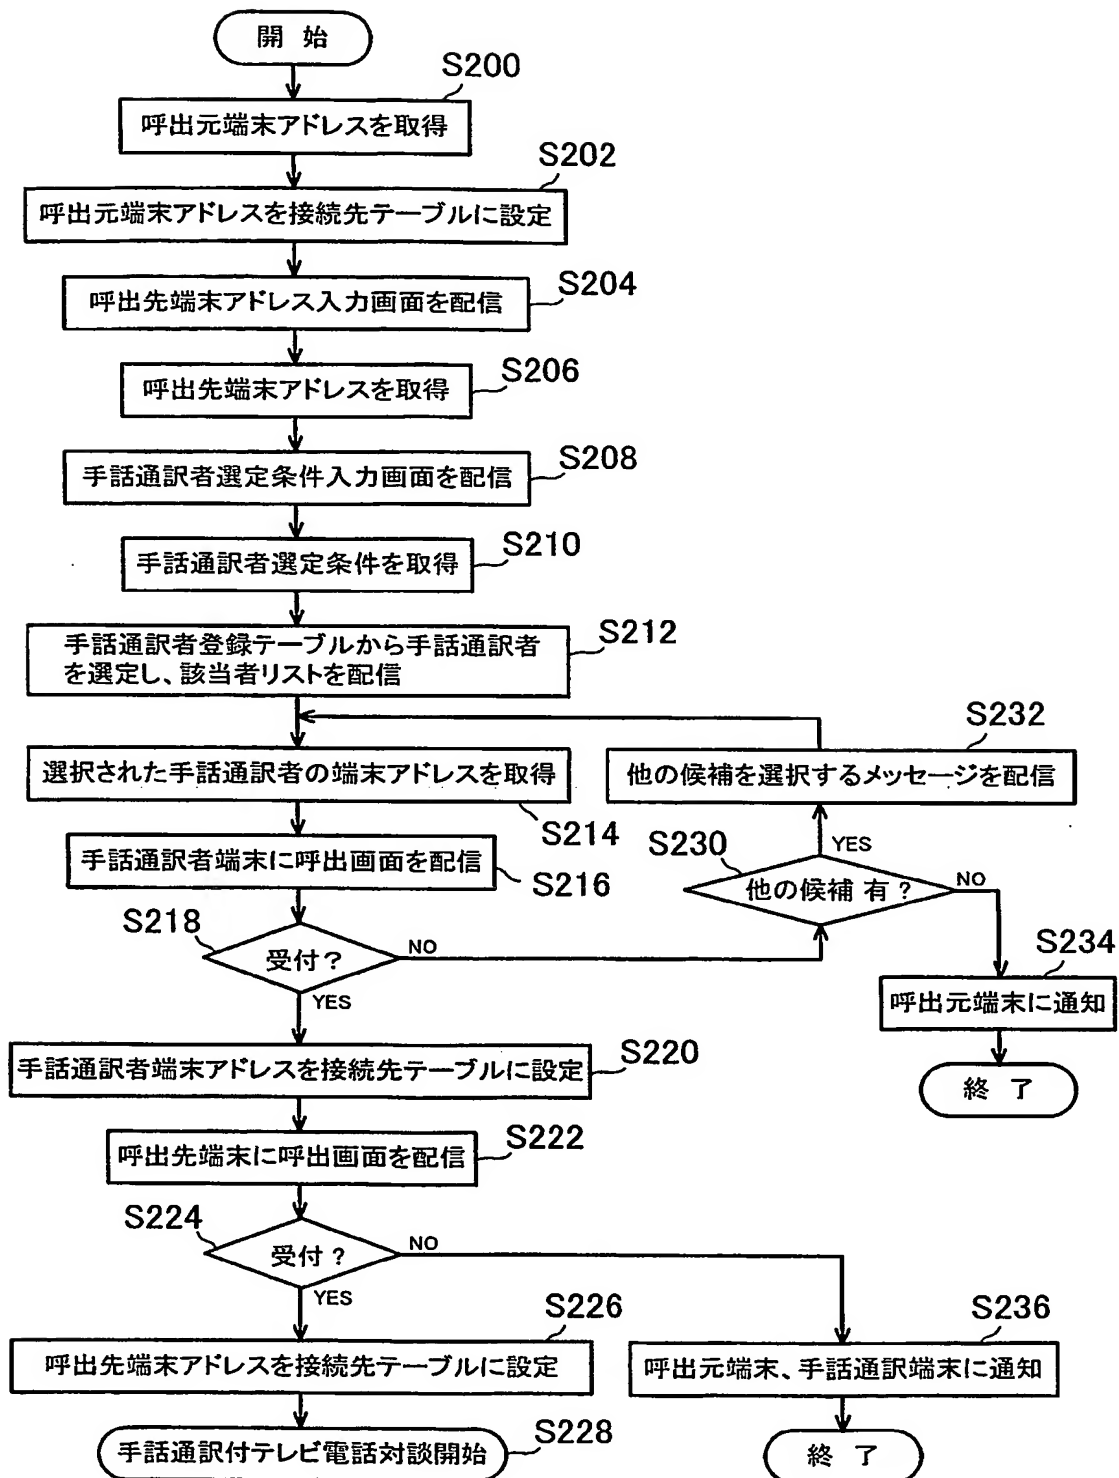 開 始
S200
呼出元端末アドレスを取得
S202
呼出元端末アドレスを接続先テーブルに設定
S204
呼出先端末アドレス入力画面を配信
S206
呼出先端末アドレスを取得
S208
手話通訳者選定条件入力画面を配信
S210
手話通訳者選定条件を取得
S212
手話通訳者登録テーブルから手話通訳者
を選定し、該当者リストを配信
S232
選択された手話通訳者の端末アドレスを取得
他の候補を選択するメッセージを配信
S214
S230
YES
手話通訳者端末に呼出画面を配信
S216
他の候補 有 ?
NO
S218
受付 ?
NO
YES
S234
呼出元端末に通知
S220
手話通訳者端末アドレスを接続先テーブルに設定
終 了
S222
呼出先端末に呼出画面を配信
S224
受付 ?
NO
YES
S226
S236
呼出先端末アドレスを接続先テーブルに設定
呼出元端末、手話通訳端末に通知
S228
手話通訳付テレビ電話対談開始
終 了